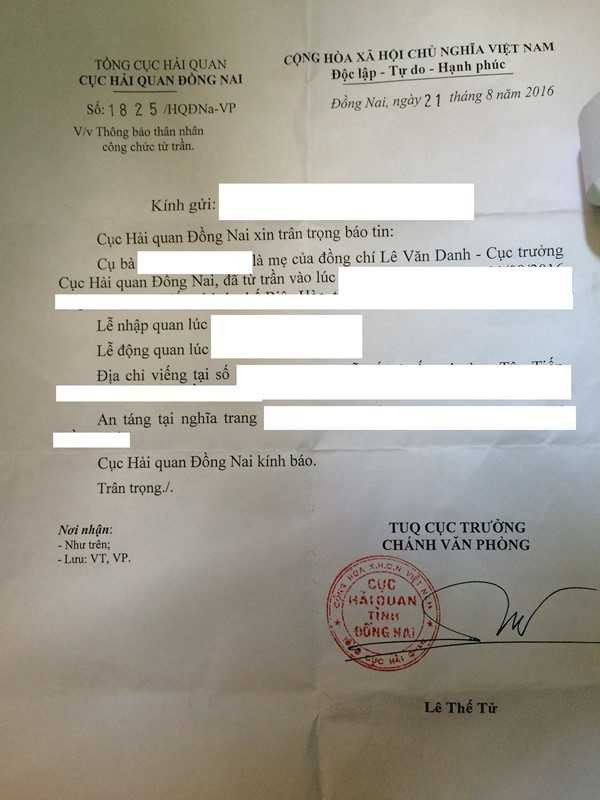 TỔNG CỤC HẢI QUAN
CỤC HẢI QUAN ĐỒNG NAI
Số: 1825/HQĐNa-VP
V/v Thông báo thân nhân
công chức từ trần.
CỘNG HÒA XÃ HỘI CHỦ NGHĨA VIỆT NAM
Độc lập - Tự do - Hạnh phúc
Đồng Nai, ngày 21 tháng 8 năm 2016
Kính gửi:
Cục Hải quan Đồng Nai xin trân trọng báo tin:
Cụ bà là mẹ của đồng chí Lê Văn Danh - Cục trưởng
Cục Hải quan Đồng Nai, đã từ trần vào lúc
Lễ nhập quan lúc
Lễ động quan lúc
Địa chỉ viếng tại số
An táng tại nghĩa trang
Cục Hải quan Đồng Nai kính báo.
Trân trọng./.
Nơi nhận:
- Như trên;
- Lưu: VT, VP.
TUQ CỤC TRƯỞNG
CHÁNH VĂN PHÒNG
CỘNG HÒA X.H.C.N VIỆT NAM
CỤC
HẢI QUAN
TỈNH
ĐỒNG NAI
Lê Thế Tử